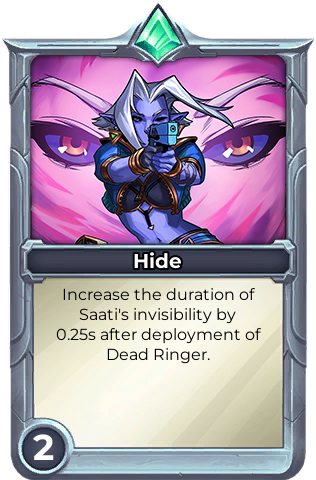 Hide
Increase the duration of
Saati's invisibility by
0.25s after deployment of
Dead Ringer.
2